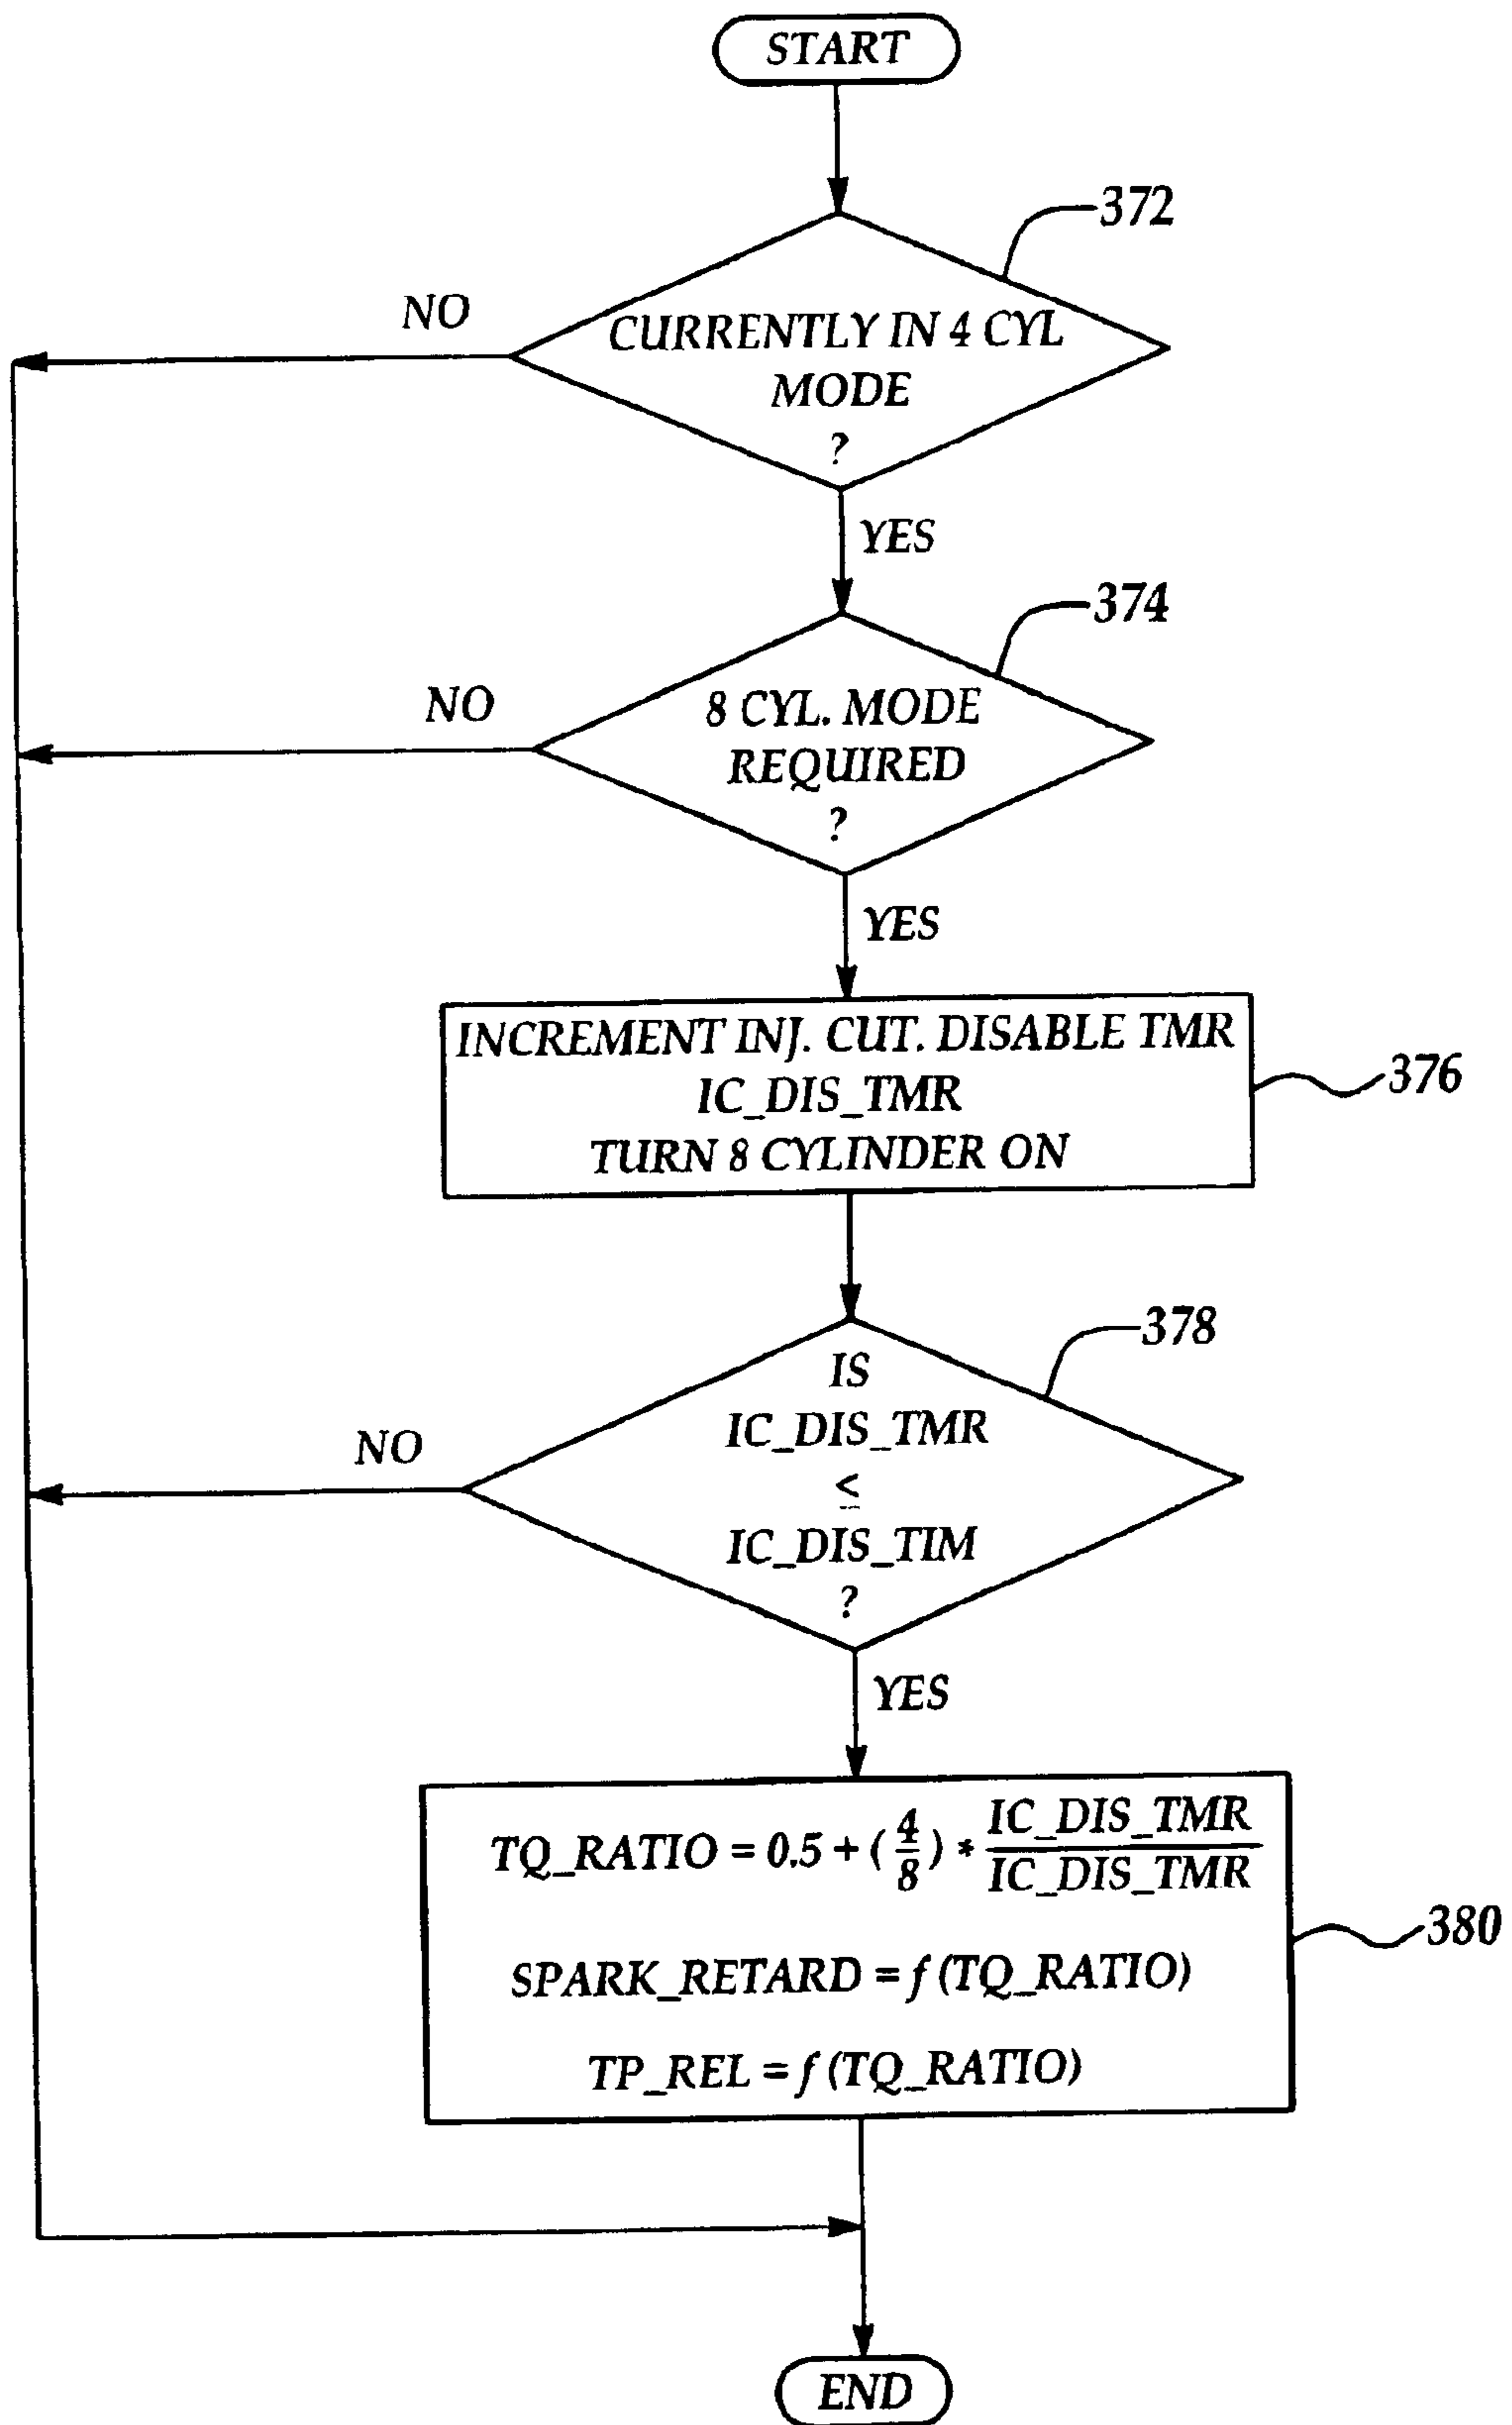 START
372
NO
CURRENTLY IN 4 CYL
MODE
?
YES
374
NO
8 CYL. MODE
REQUIRED
?
YES
INCREMENT INJ. CUT. DISABLE TMR
IC_DIS_TMR
TURN 8 CYLINDER ON
376
378
IS
IC_DIS_TMR
≤
IC_DIS_TIM
?
NO
YES
TQ_RATIO = 0.5 + (4/8) * IC_DIS_TMR/IC_DIS_TMR
SPARK_RETARD = f (TQ_RATIO)
TP_REL = f (TQ_RATIO)
380
END